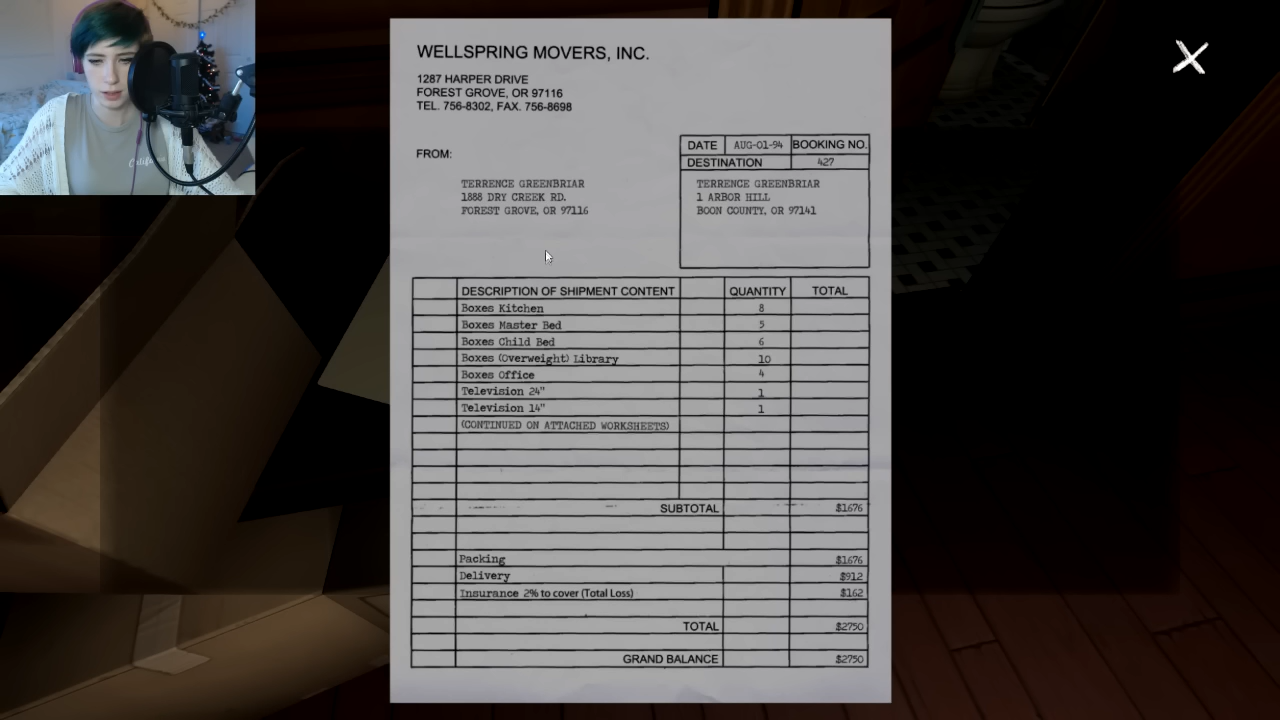 WELLSPRING MOVERS, INC.
1287 HARPER DRIVE
FOREST GROVE, OR 97116
TEL. 756-8302, FAX. 756-8698
FROM:
TERRENCE GREENBRIAR
1888 DRY CREEK RD.
FOREST GROVE, OR 97116
DATE AUG-01-94 BOOKING NO.
DESTINATION 427
TERRENCE GREENBRIAR
1 ARBOR HILL
BOON COUNTY, OR 97141
DESCRIPTION OF SHIPMENT CONTENT QUANTITY TOTAL
Boxes Kitchen 8
Boxes Master Bed 5
Boxes Child Bed 6
Boxes (Overweight) Library 10
Boxes Office 4
Television 24" 1
Television 14" 1
(CONTINUED ON ATTACHED WORKSHEETS)
SUBTOTAL $1676
Packing $1676
Delivery $912
Insurance 2% to cover (Total Loss) $162
TOTAL $2750
GRAND BALANCE $2750